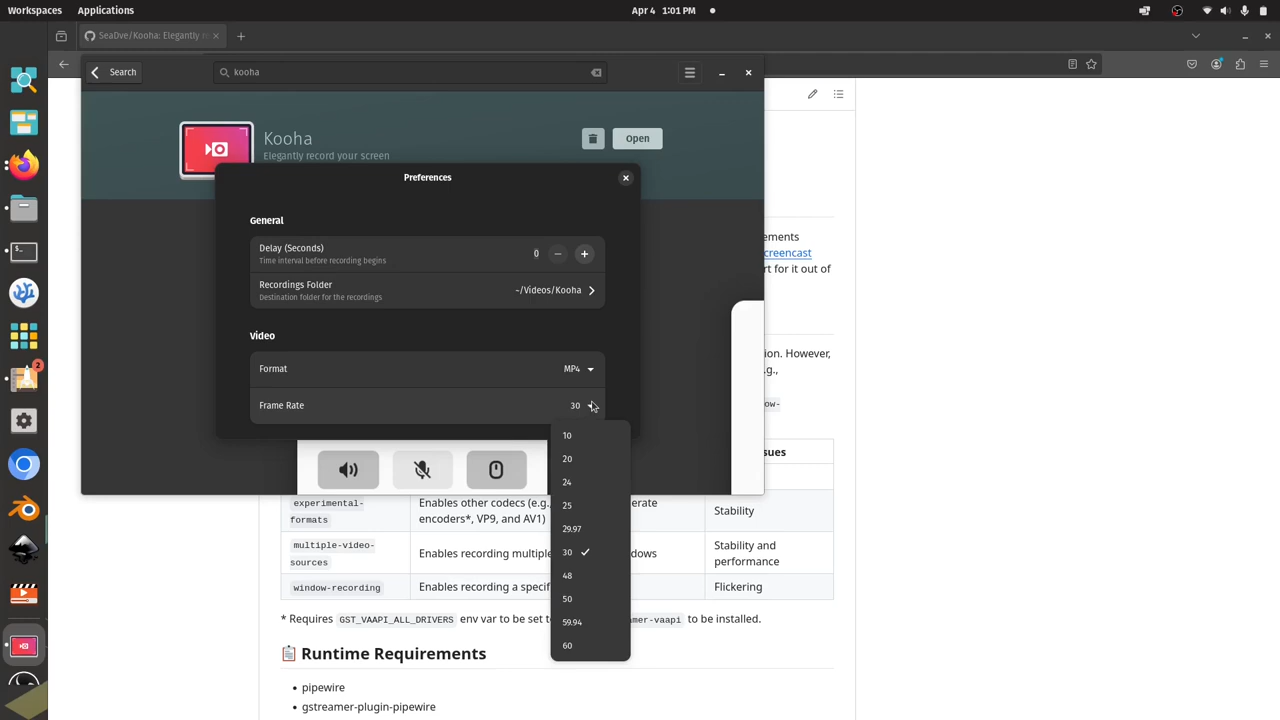 Workspaces
Applications
Apr 4 1:01 PM
SeaDve/Kooha: Elegantly r
Search
kooha
Kooha
Elegantly record your screen
Open
Preferences
General
Delay (Seconds)
Time interval before recording begins
0
Recordings Folder
Destination folder for the recordings
~/Videos/Kooha
Video
Format
MP4
Frame Rate
30
10
20
24
25
29.97
30
48
50
59.94
60
2
ements
creencast
rt for it out of
ion. However,
e.g.,
ow-
sues
experimental-
formats
Enables other codecs (e.g.,
erate
encoders*, VP9, and AV1)
Stability
multiple-video-
sources
Enables recording multiple
dows
Stability and
performance
window-recording
Enables recording a specif
Flickering
* Requires GST_VAAPI_ALL_DRIVERS env var to be set to
amer-vaapi to be installed.
Runtime Requirements
pipewire
gstreamer-plugin-pipewire